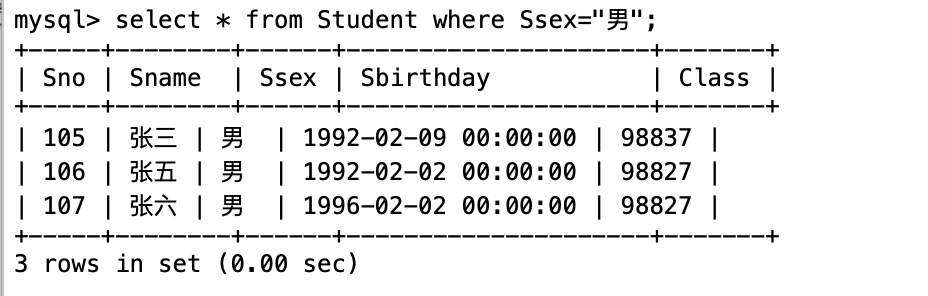 mysql> select * from Student where Ssex="男";
+-----+--------+------+---------------------+-------+
| Sno | Sname  | Ssex | Sbirthday           | Class |
+-----+--------+------+---------------------+-------+
| 105 | 张三 | 男  | 1992-02-09 00:00:00 | 98837 |
| 106 | 张五 | 男  | 1992-02-02 00:00:00 | 98827 |
| 107 | 张六 | 男  | 1996-02-02 00:00:00 | 98827 |
+-----+--------+------+---------------------+-------+
3 rows in set (0.00 sec)